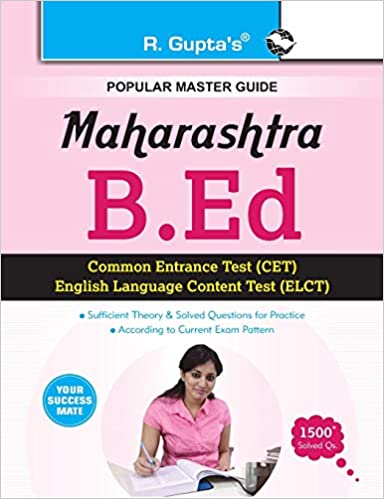 R. Gupta's®
POPULAR MASTER GUIDE
Maharashtra
B.Ed
Common Entrance Test (CET)
English Language Content Test (ELCT)
• Sufficient Theory & Solved Questions for Practice
• According to Current Exam Pattern
YOUR
SUCCESS
MATE
1500+
Solved Qs.